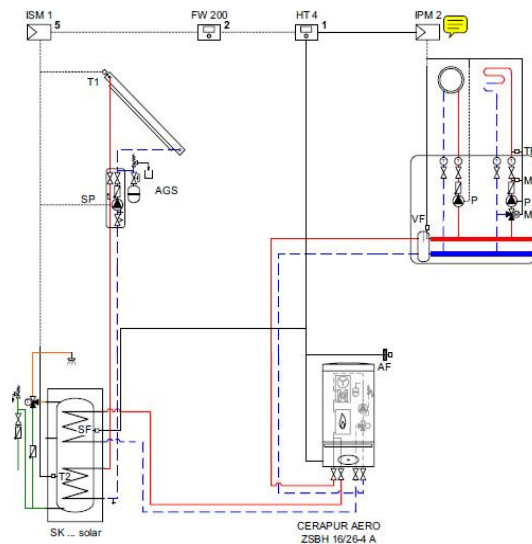 ISM 1
5
FW 200
2
HT 4
1
IPM 2
T1
AGS
SP
P
P
M
VF
AF
SF
T2
SK ... solar
CERAPUR AERO
ZSBH 16/26-4 A